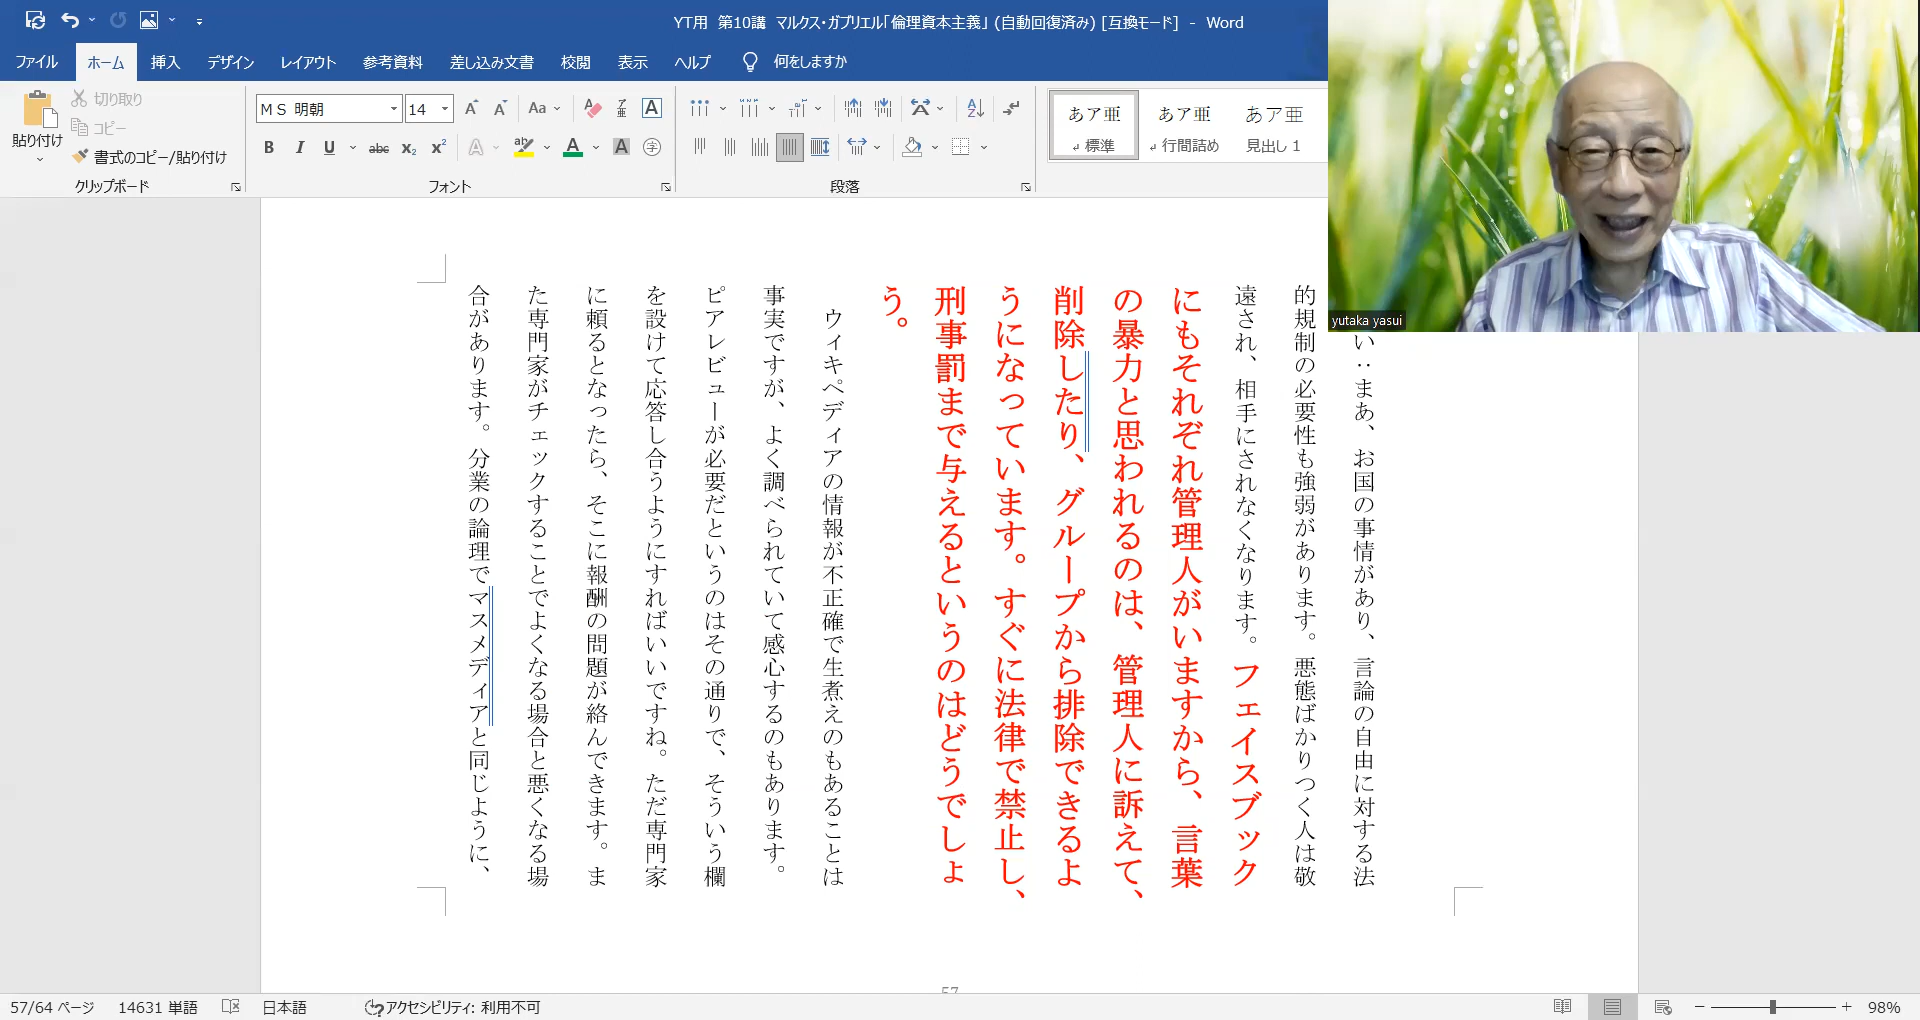 YT用 第10講 マルクス・ガブリエル「倫理資本主義」 (自動回復済み) [互換モード] - Word
ファイル ホーム 挿入 デザイン レイアウト 参考資料 差し込み文書 校閲 表示 ヘルプ 何をしますか
貼り付け
切り取り
コピー
書式のコピー/貼り付け
クリップボード
ＭＳ 明朝 14
フォント
段落
あア亜 標準
あア亜 行間詰め
あア亜 見出し 1
yutaka yasui
い：まあ、お国の事情があり、言論の自由に対する法
的規制の必要性も強弱があります。悪態ばかりつく人は敬
遠され、相手にされなくなります。フェイスブック
にもそれぞれ管理人がいますから、言葉
の暴力と思われるのは、管理人に訴えて、
削除したり、グループから排除できるよ
うになっています。すぐに法律で禁止し、
刑事罰まで与えるというのはどうでしょ
う。
ウィキペディアの情報が不正確で生煮えのもあることは
事実ですが、よく調べられていて感心するのもあります。
ピアレビューが必要だというのはその通りで、そういう欄
を設けて応答し合うようにすればいいですね。ただ専門家
に頼るとなったら、そこに報酬の問題が絡んできます。ま
た専門家がチェックすることでよくなる場合と悪くなる場
合があります。分業の論理でマスメディアと同じように、
57
57/64 ページ 14631 単語 日本語 アクセシビリティ: 利用不可 98%